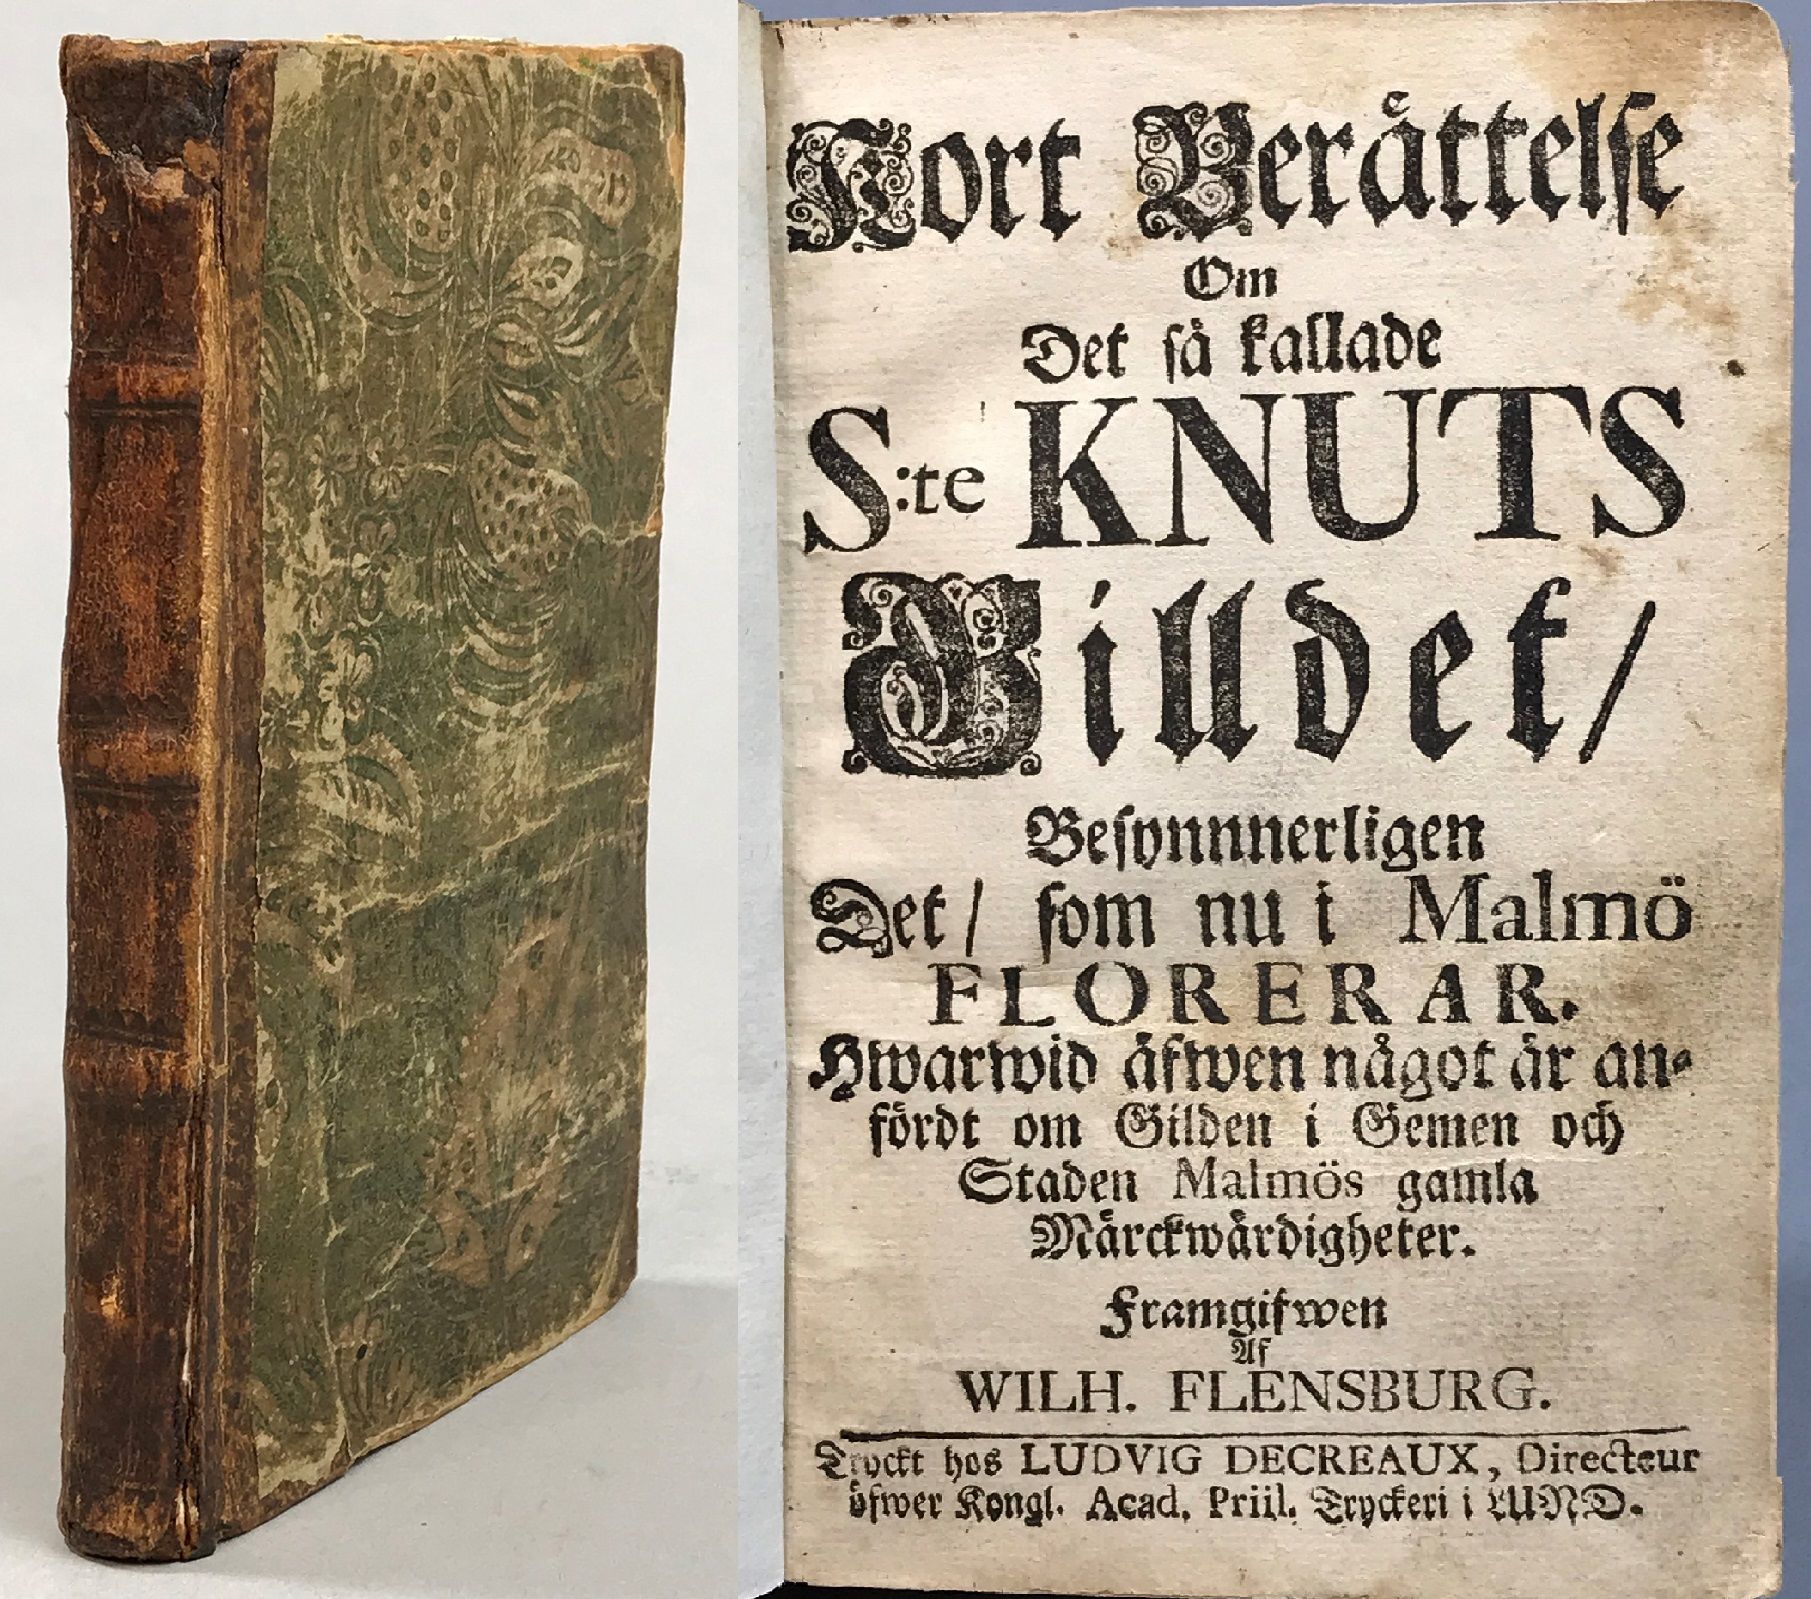 Kort Berättelse
Om
Det så kallade
S:te KNUTS
Gilldet/
Besynnnerligen
Det/ som nu i Malmö
FLORERAR.
Hwarwid äfwen något är an-
fördt om Gilden i Gemen och
Staden Malmös gamla
Märckwärdigheter.
Framgifwen
Af
WILH. FLENSBURG.
Tryckt hos LUDVIG DECREAUX, Directeur
öfwer Kongl. Acad. Priil. Tryckeri i LUND.